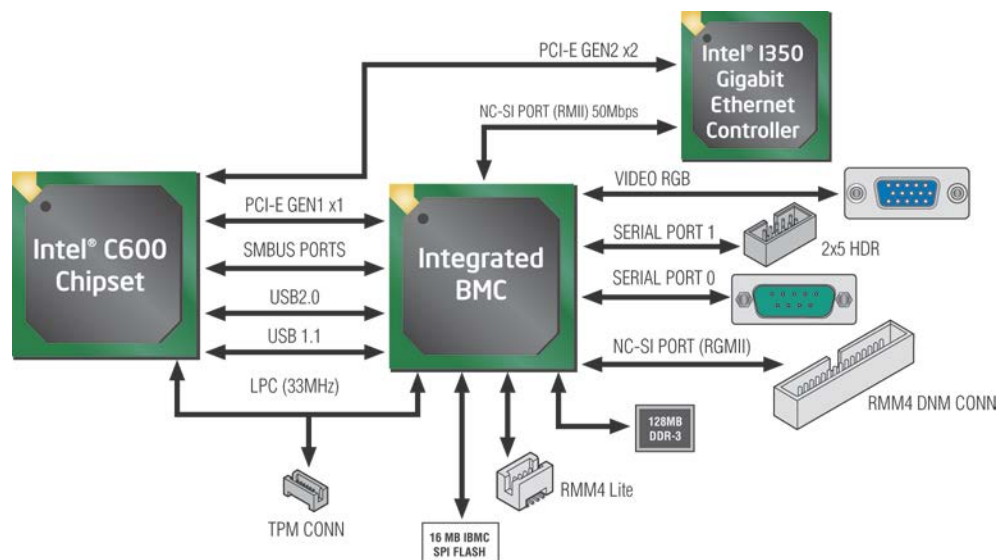 PCI-E GEN2 x2
Intel® I350
Gigabit
Ethernet
Controller
NC-SI PORT (RMII) 50Mbps
VIDEO RGB
Intel® C600
Chipset
PCI-E GEN1 x1
SMBUS PORTS
USB2.0
USB 1.1
LPC (33MHz)
Integrated
BMC
SERIAL PORT 1
2x5 HDR
SERIAL PORT 0
NC-SI PORT (RGMII)
RMM4 DNM CONN
128MB
DDR-3
RMM4 Lite
TPM CONN
16 MB IBMC
SPI FLASH